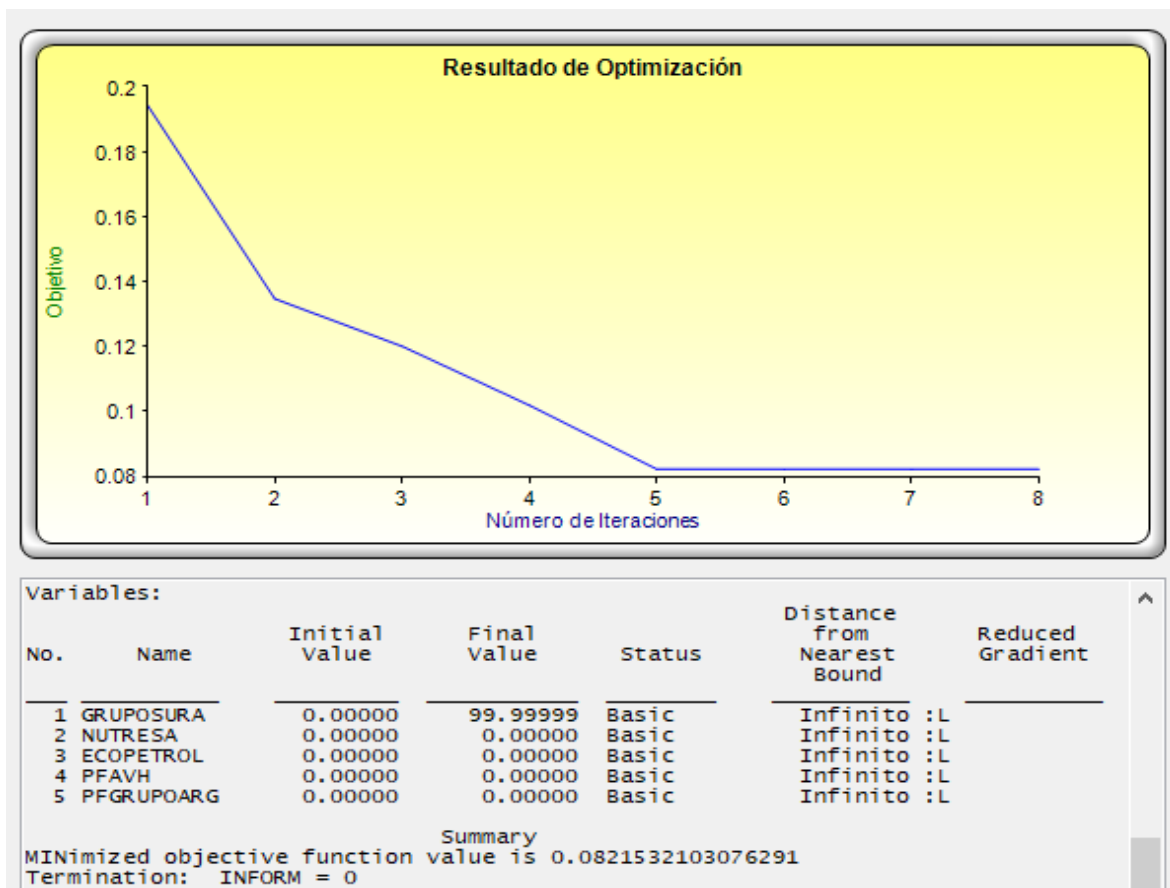 Resultado de Optimización
0.2
0.18
0.16
0.14
0.12
0.1
0.08
Objetivo
1 2 3 4 5 6 7 8
Número de Iteraciones
Variables:
Distance
Initial Final from Reduced
No. Name Value Value Status Nearest Gradient
Bound
1 GRUPOSURA 0.00000 99.99999 Basic Infinito :L
2 NUTRESA 0.00000 0.00000 Basic Infinito :L
3 ECOPETROL 0.00000 0.00000 Basic Infinito :L
4 PFAVH 0.00000 0.00000 Basic Infinito :L
5 PFGRUPOARG 0.00000 0.00000 Basic Infinito :L
Summary
MINimized objective function value is 0.0821532103076291
Termination: INFORM = 0